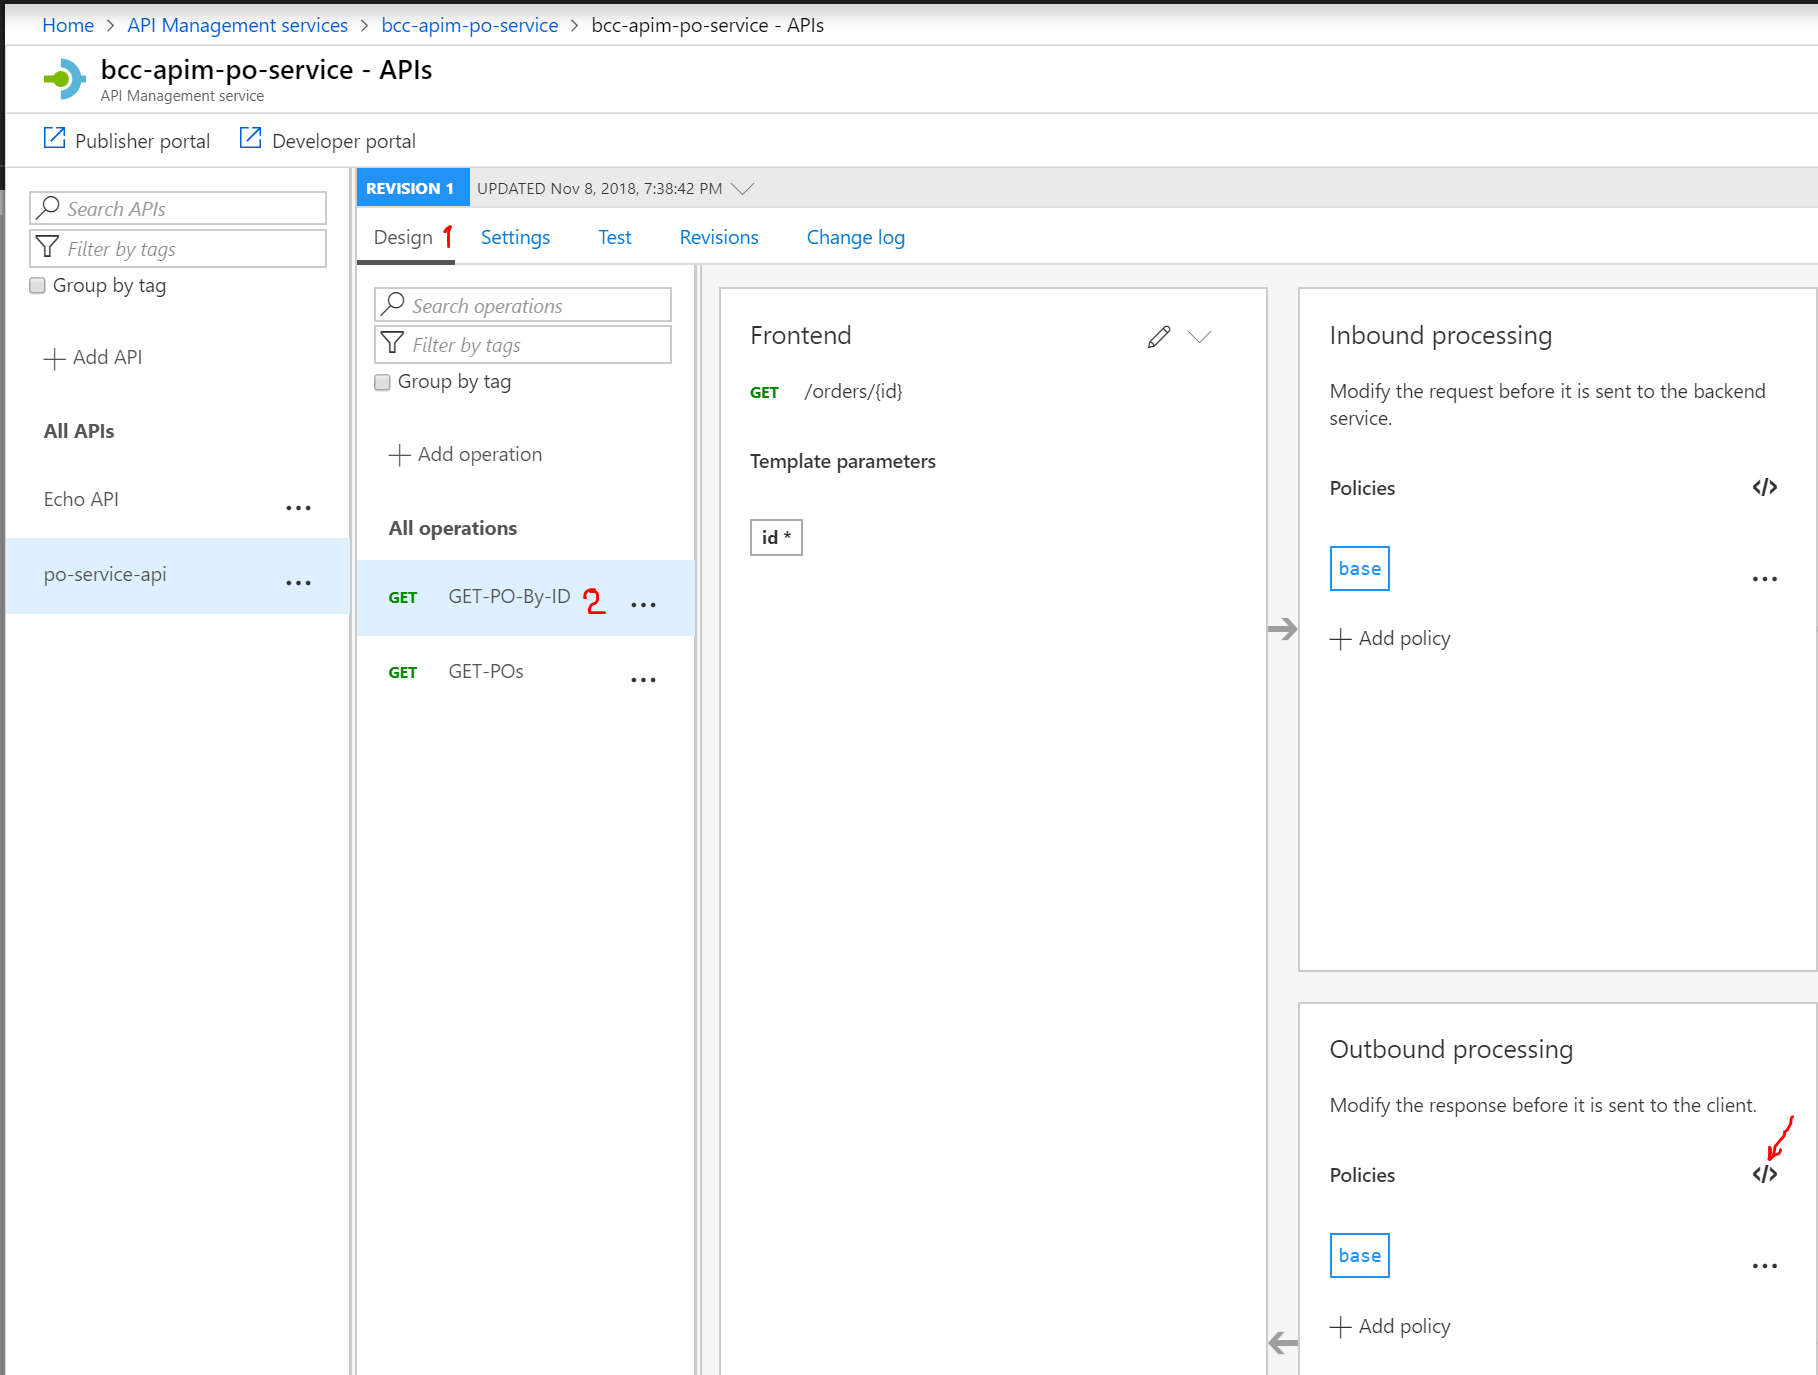 Home > API Management services > bcc-apim-po-service > bcc-apim-po-service - APIs
bcc-apim-po-service - APIs
API Management service
Publisher portal
Developer portal
Search APIs
Filter by tags
Group by tag
+ Add API
All APIs
Echo API ...
po-service-api ...
REVISION 1 UPDATED Nov 8, 2018, 7:38:42 PM
Design 1 Settings Test Revisions Change log
Search operations
Filter by tags
Group by tag
+ Add operation
All operations
GET GET-PO-By-ID 2 ...
GET GET-POs ...
Frontend
GET /orders/{id}
Template parameters
id *
Inbound processing
Modify the request before it is sent to the backend
service.
Policies </>
base ...
+ Add policy
Outbound processing
Modify the response before it is sent to the client.
Policies </>
base ...
+ Add policy